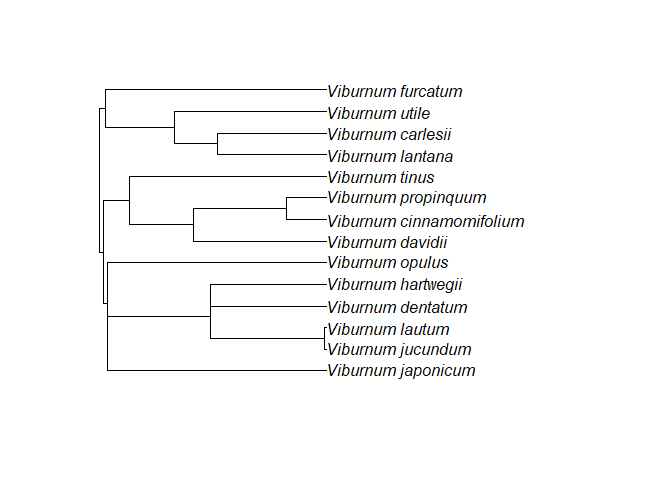 Viburnum furcatum
Viburnum utile
Viburnum carlesii
Viburnum lantana
Viburnum tinus
Viburnum propinquum
Viburnum cinnamomifolium
Viburnum davidii
Viburnum opulus
Viburnum hartwegii
Viburnum dentatum
Viburnum lautum
Viburnum jucundum
Viburnum japonicum